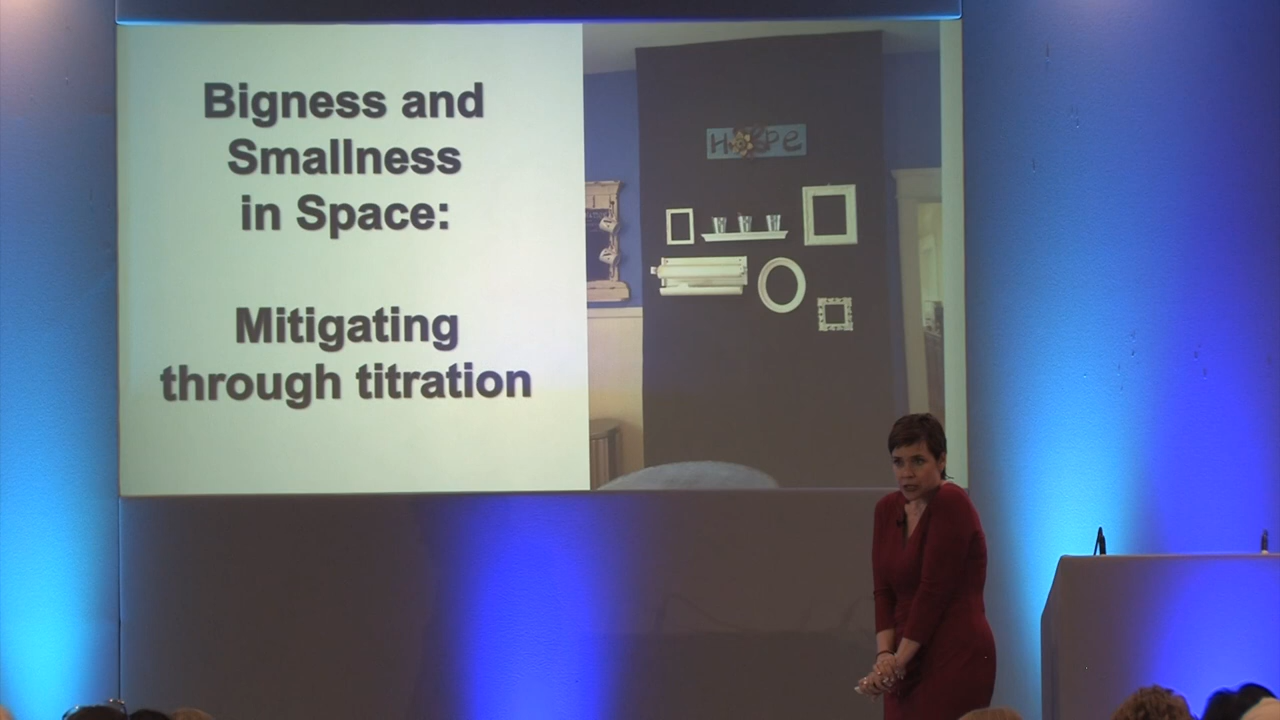 Bigness and
Smallness
in Space:
Mitigating
through titration
HOPE